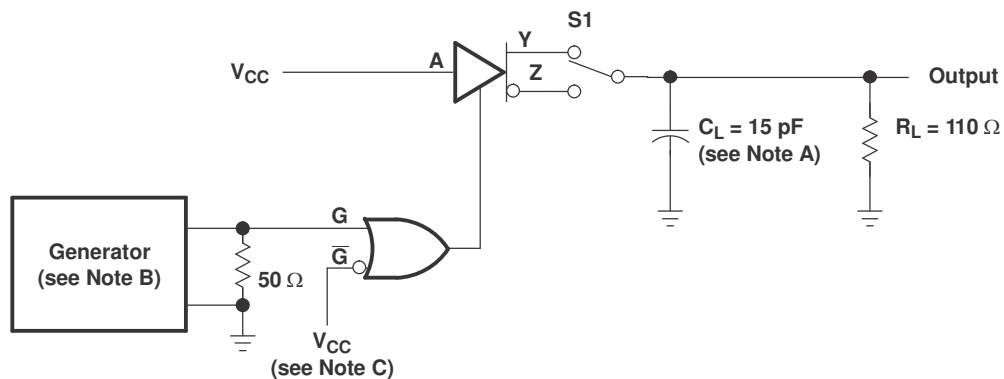 S1
Y
A
Z
VCC
Output
CL = 15 pF
(see Note A)
RL = 110 Ω
Generator
(see Note B)
G
G̅
50 Ω
VCC
(see Note C)